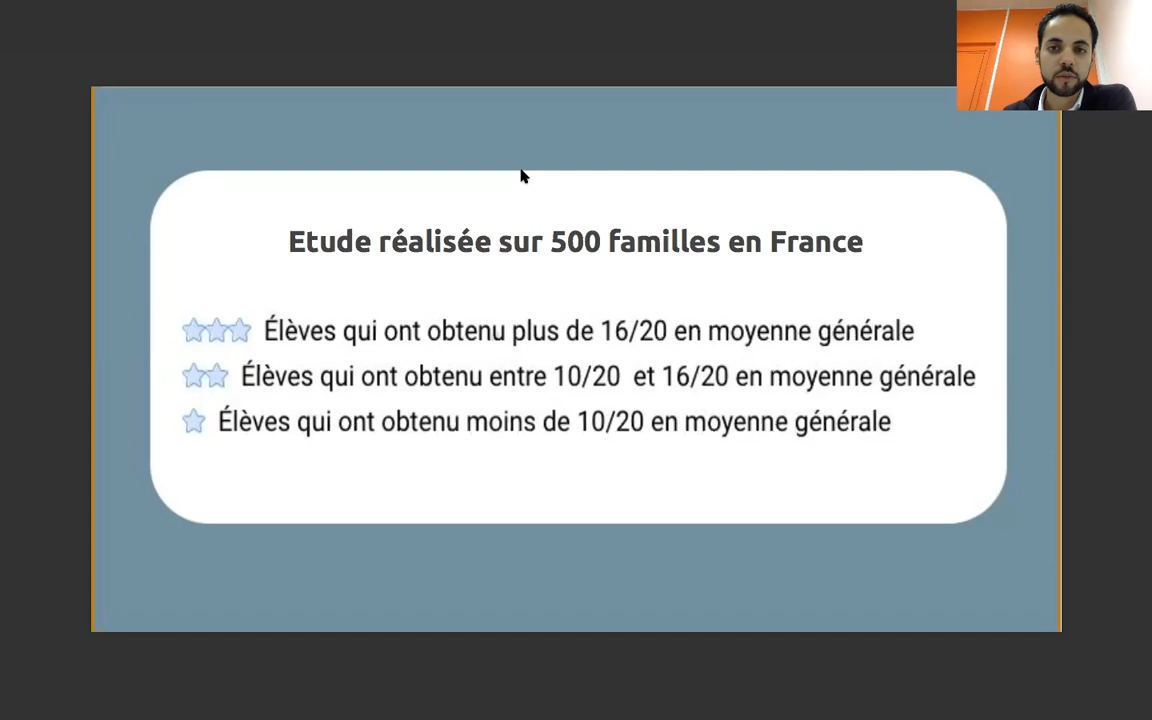 Etude réalisée sur 500 familles en France
Élèves qui ont obtenu plus de 16/20 en moyenne générale
Élèves qui ont obtenu entre 10/20 et 16/20 en moyenne générale
Élèves qui ont obtenu moins de 10/20 en moyenne générale